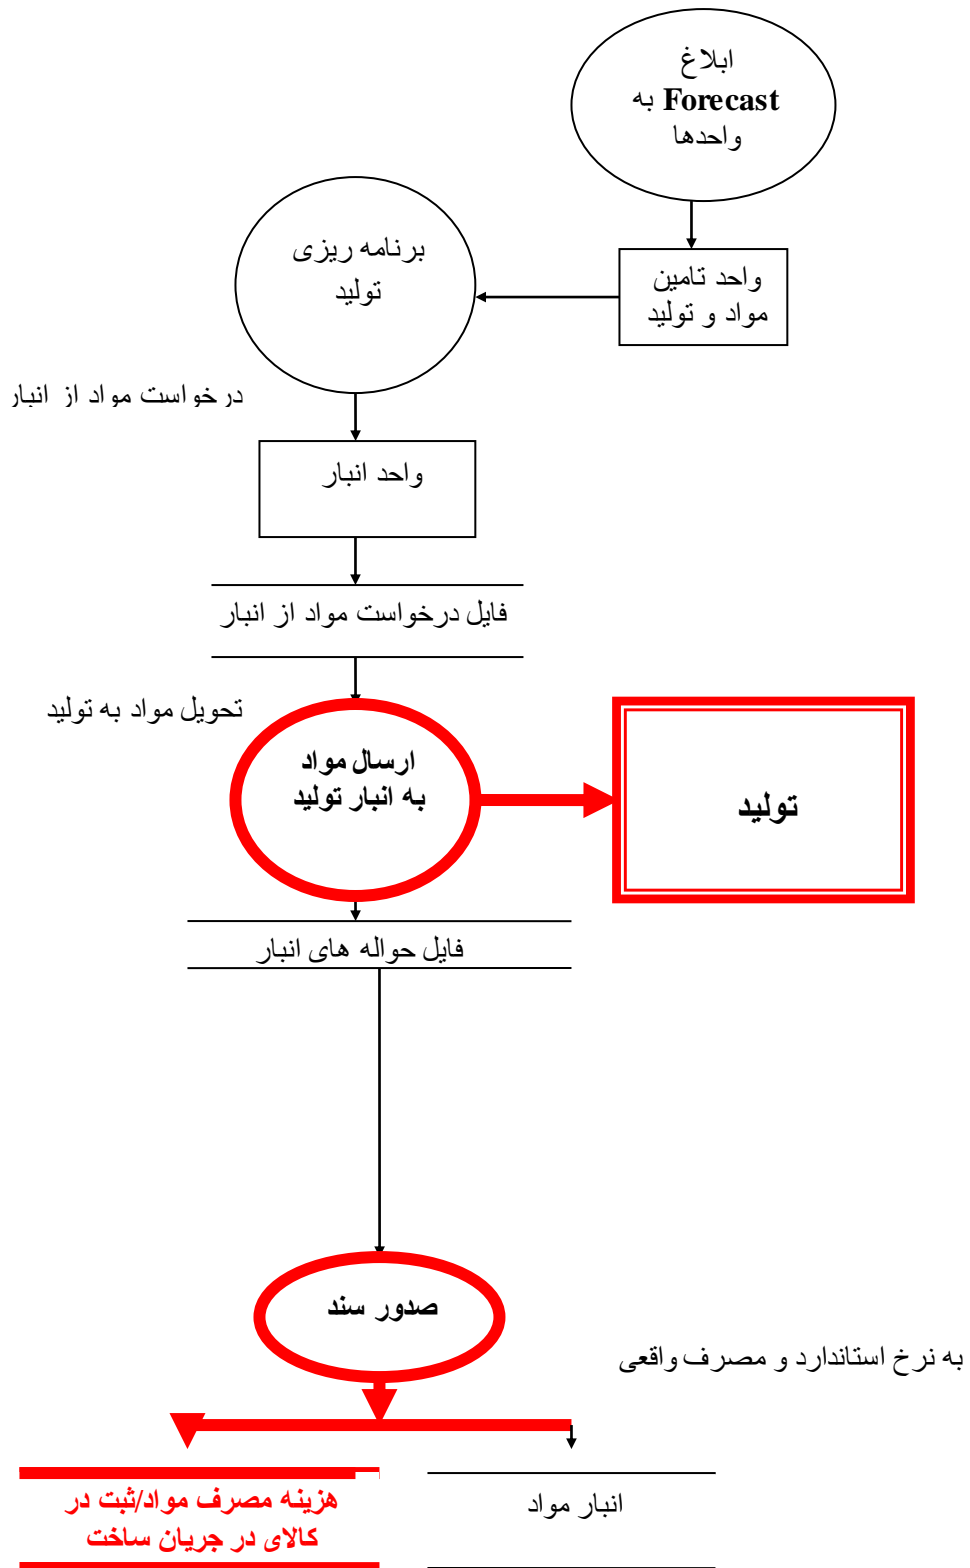 ابلاغ
Forecast به
واحدها
برنامه ریزی
تولید
واحد تامین
مواد و تولید
درخواست مواد از انبار
واحد انبار
فایل درخواست مواد از انبار
تحویل مواد به تولید
ارسال مواد
به انبار تولید
تولید
فایل حواله های انبار
صدور سند
به نرخ استاندارد و مصرف واقعی
هزینه مصرف مواد/ثبت در
کالای در جریان ساخت
انبار مواد